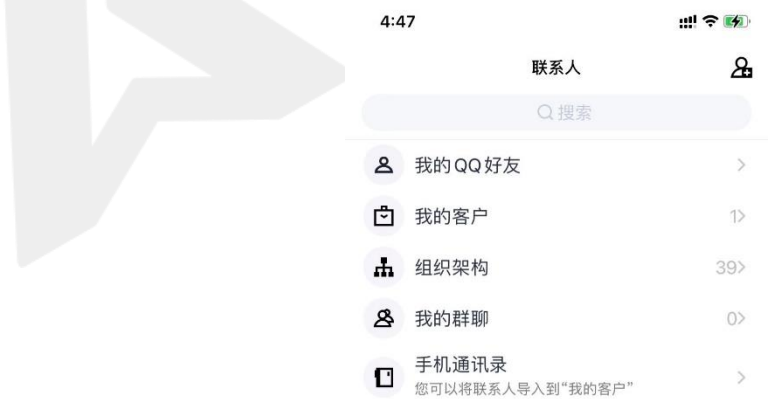 4:47
联系人
搜索
我的QQ好友
我的客户
1
组织架构
39
我的群聊
0
手机通讯录
您可以将联系人导入到“我的客户”